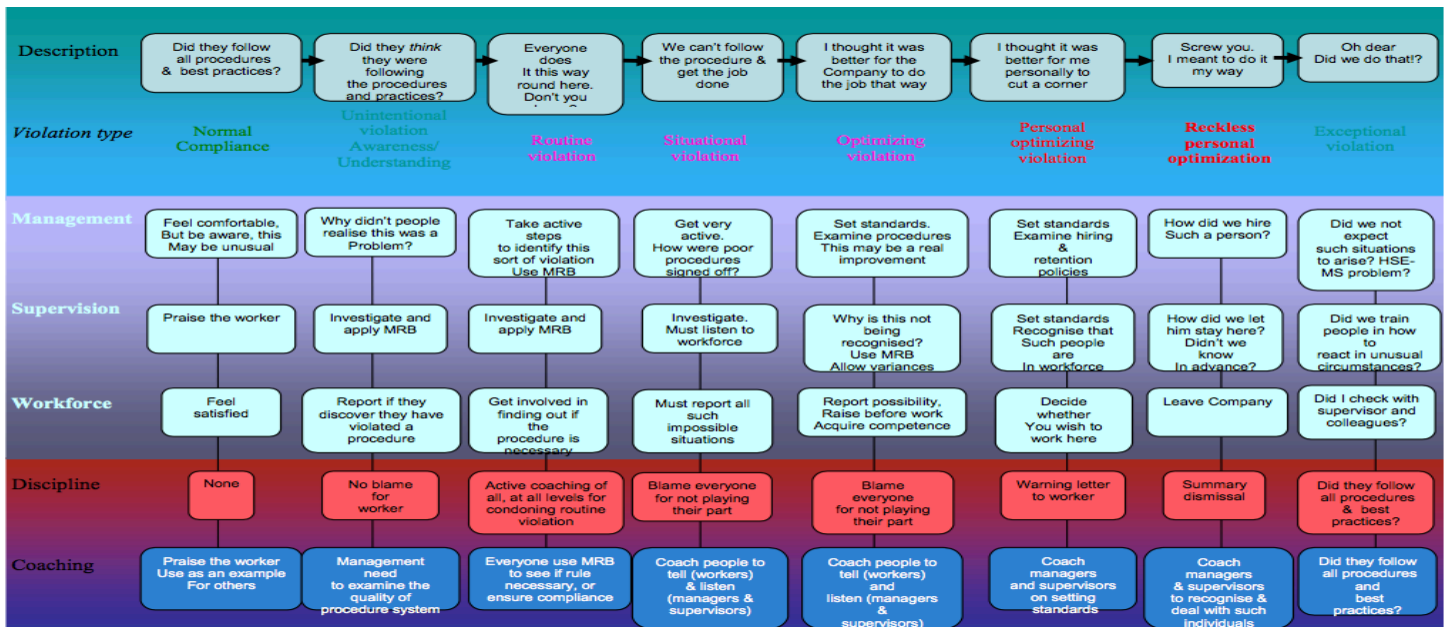 Description
Did they follow
all procedures
& best practices?
Did they think
they were
following
the procedures
and practices?
Everyone
does
It this way
round here.
Don't you
We can't follow
the procedure &
get the job
done
I thought it was
better for the
Company to do
the job that way
I thought it was
better for me
personally to
cut a corner
Screw you.
I meant to do it
my way
Oh dear
Did we do that!?
Violation type
Normal
Compliance
Unintentional
violation
Awareness/
Understanding
Routine
violation
Situational
violation
Optimizing
violation
Personal
optimizing
violation
Reckless
personal
optimization
Exceptional
violation
Management
Feel comfortable,
But be aware, this
May be unusual
Why didn't people
realise this was a
Problem?
Take active
steps
to identify this
sort of violation
Use MRB
Get very
active.
How were poor
procedures
signed off?
Set standards.
Examine procedures
This may be a real
improvement
Set standards
Examine hiring
&
retention
policies
How did we hire
Such a person?
Did we not
expect
such situations
to arise? HSE-
MS problem?
Supervision
Praise the worker
Investigate and
apply MRB
Investigate and
apply MRB
Investigate.
Must listen to
workforce
Why is this not
being
recognised?
Use MRB
Allow variances
Set standards
Recognise that
Such people
are
In workforce
How did we let
him stay here?
Didn't we
know
In advance?
Did we train
people in how
to
react in unusual
circumstances?
Workforce
Feel
satisfied
Report if they
discover they have
violated a
procedure
Get involved in
finding out if
the
procedure is
necessary
Must report all
such
impossible
situations
Report possibility,
Raise before work
Acquire competence
Decide
whether
You wish to
work here
Leave Company
Did I check with
supervisor and
colleagues?
Discipline
None
No blame
for
worker
Active coaching of
all, at all levels for
condoning routine
violation
Blame everyone
for not playing
their part
Blame
everyone
for not playing
their part
Warning letter
to worker
Summary
dismissal
Did they follow
all procedures
& best
practices?
Coaching
Praise the worker
Use as an example
For others
Management
need
to examine the
quality of
procedure system
Everyone use MRB
to see if rule
necessary, or
ensure compliance
Coach people to
tell (workers)
& listen
(managers &
supervisors)
Coach people to
tell (workers)
and
listen (managers
&
supervisors)
Coach
managers
and supervisors
on setting
standards
Coach
managers
& supervisors
to recognise &
deal with such
individuals
Did they follow
all procedures
and
best
practices?